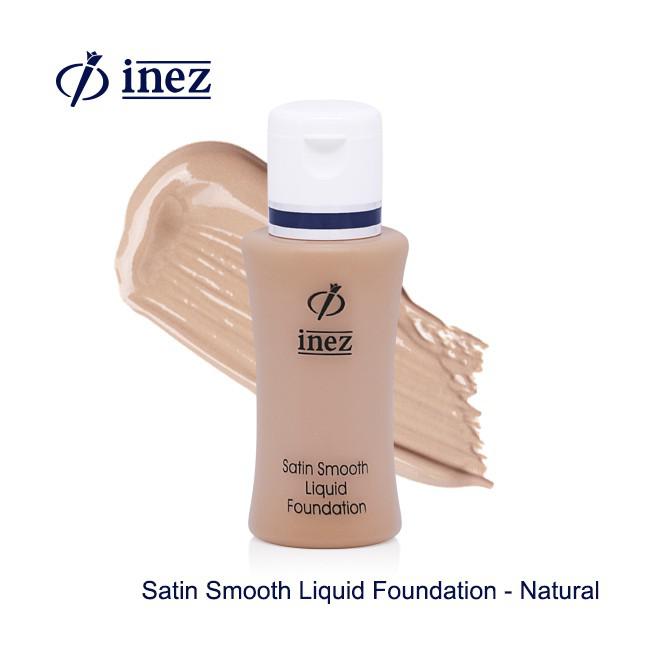 inez
inez
Satin Smooth
Liquid
Foundation
Satin Smooth Liquid Foundation - Natural